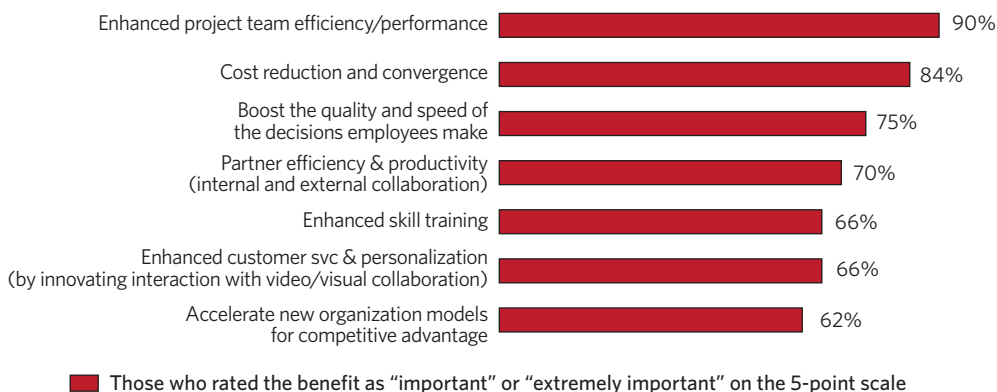 Enhanced project team efficiency/performance 90%
Cost reduction and convergence 84%
Boost the quality and speed of
the decisions employees make 75%
Partner efficiency & productivity
(internal and external collaboration) 70%
Enhanced skill training 66%
Enhanced customer svc & personalization
(by innovating interaction with video/visual collaboration) 66%
Accelerate new organization models
for competitive advantage 62%
Those who rated the benefit as “important” or “extremely important” on the 5-point scale